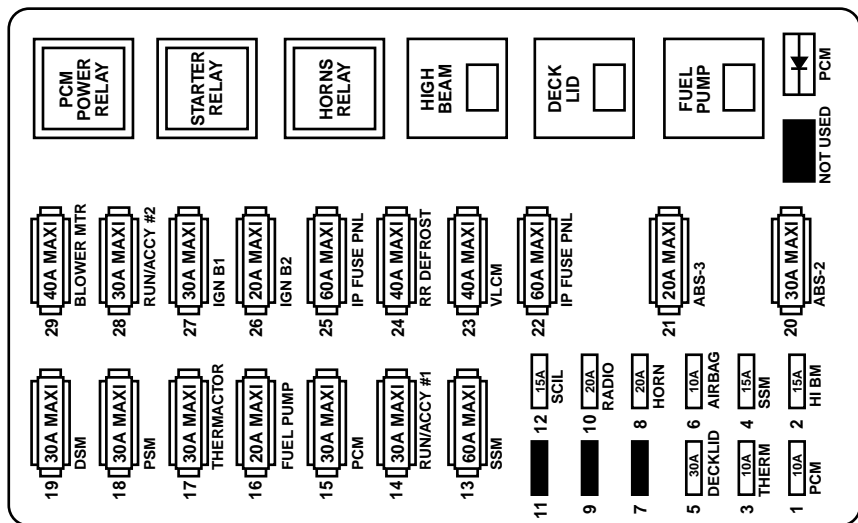 PCM
POWER
RELAY
STARTER
RELAY
HORNS
RELAY
HIGH
BEAM
DECK
LID
FUEL
PUMP
PCM
NOT USED
29
40A MAXI
BLOWER MTR
28
30A MAXI
RUN/ACCY #2
27
30A MAXI
IGN B1
26
20A MAXI
IGN B2
25
60A MAXI
IP FUSE PNL
24
40A MAXI
RR DEFROST
23
40A MAXI
VLCM
22
60A MAXI
IP FUSE PNL
21
20A MAXI
ABS-3
20
30A MAXI
ABS-2
19
30A MAXI
DSM
18
30A MAXI
PSM
17
30A MAXI
THERMACTOR
16
20A MAXI
FUEL PUMP
15
30A MAXI
PCM
14
30A MAXI
RUN/ACCY #1
13
60A MAXI
SSM
12
15A
SCIL
10
20A
RADIO
8
20A
HORN
6
10A
AIRBAG
4
15A
SSM
2
15A
HI BM
11
9
7
5
30A
DECKLID
3
10A
THERM
1
10A
PCM